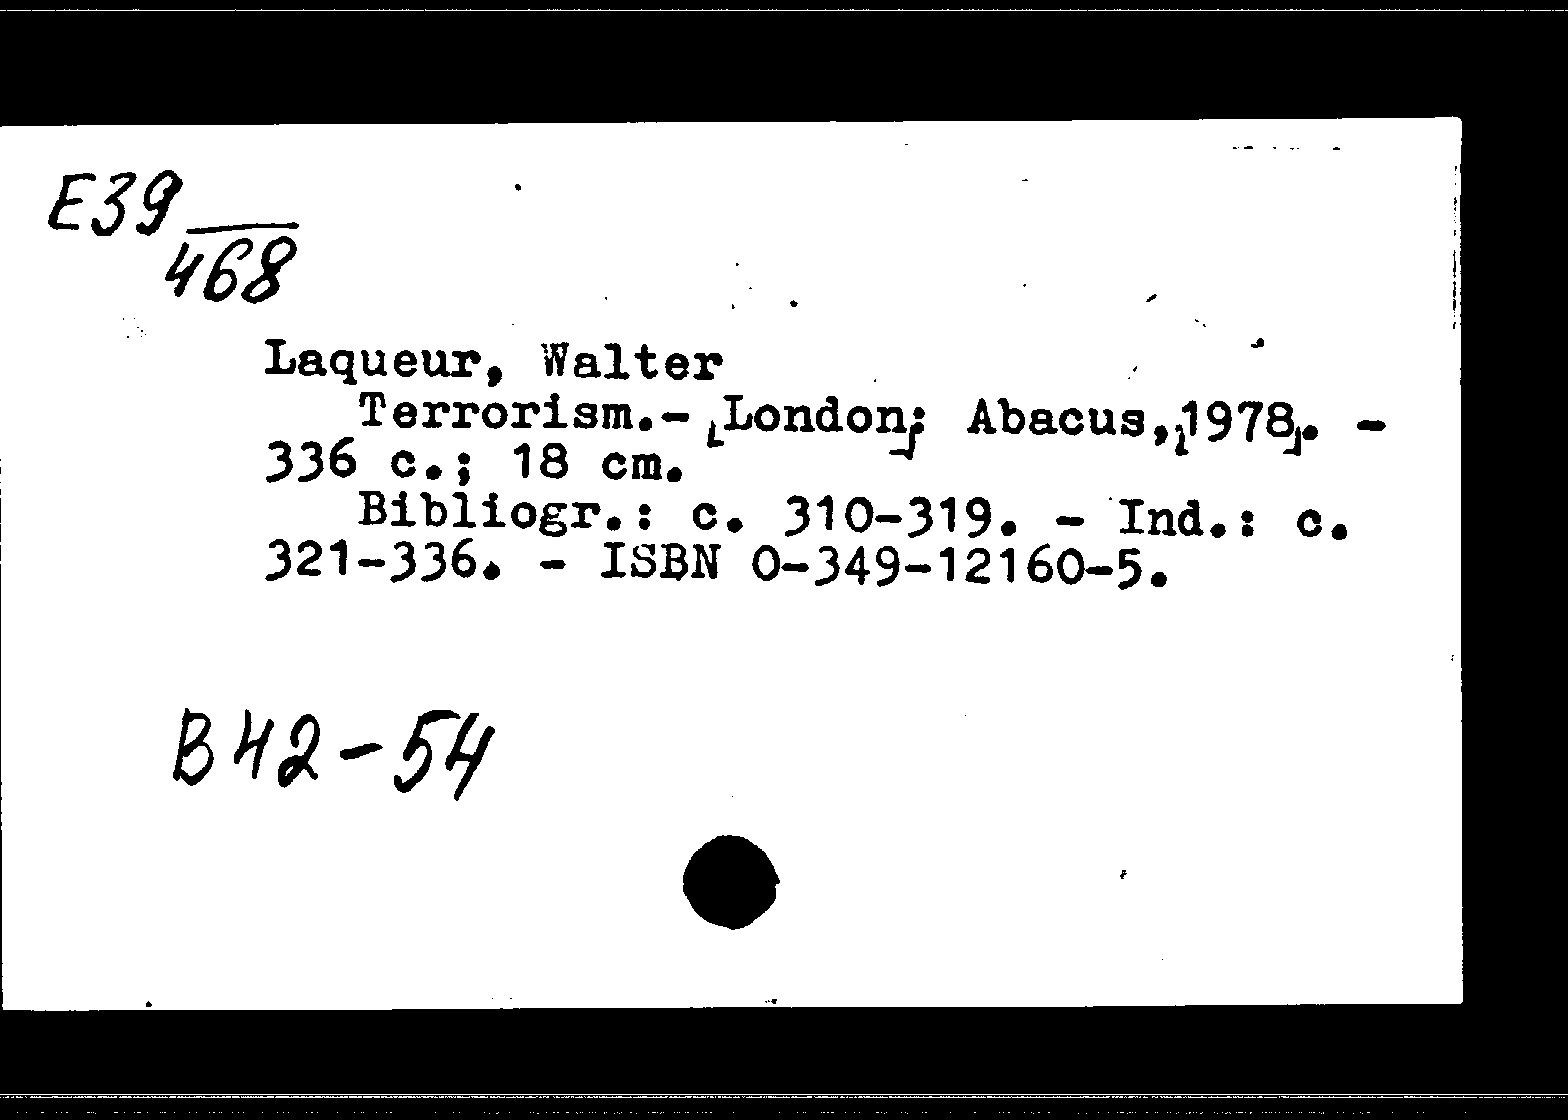 E39
468
Laqueur, Walter
Terrorism.- [London]: Abacus, [1978]. -
336 c.; 18 cm.
Bibliogr.: c. 310-319. - Ind.: c.
321-336. - ISBN 0-349-12160-5.
B42-54